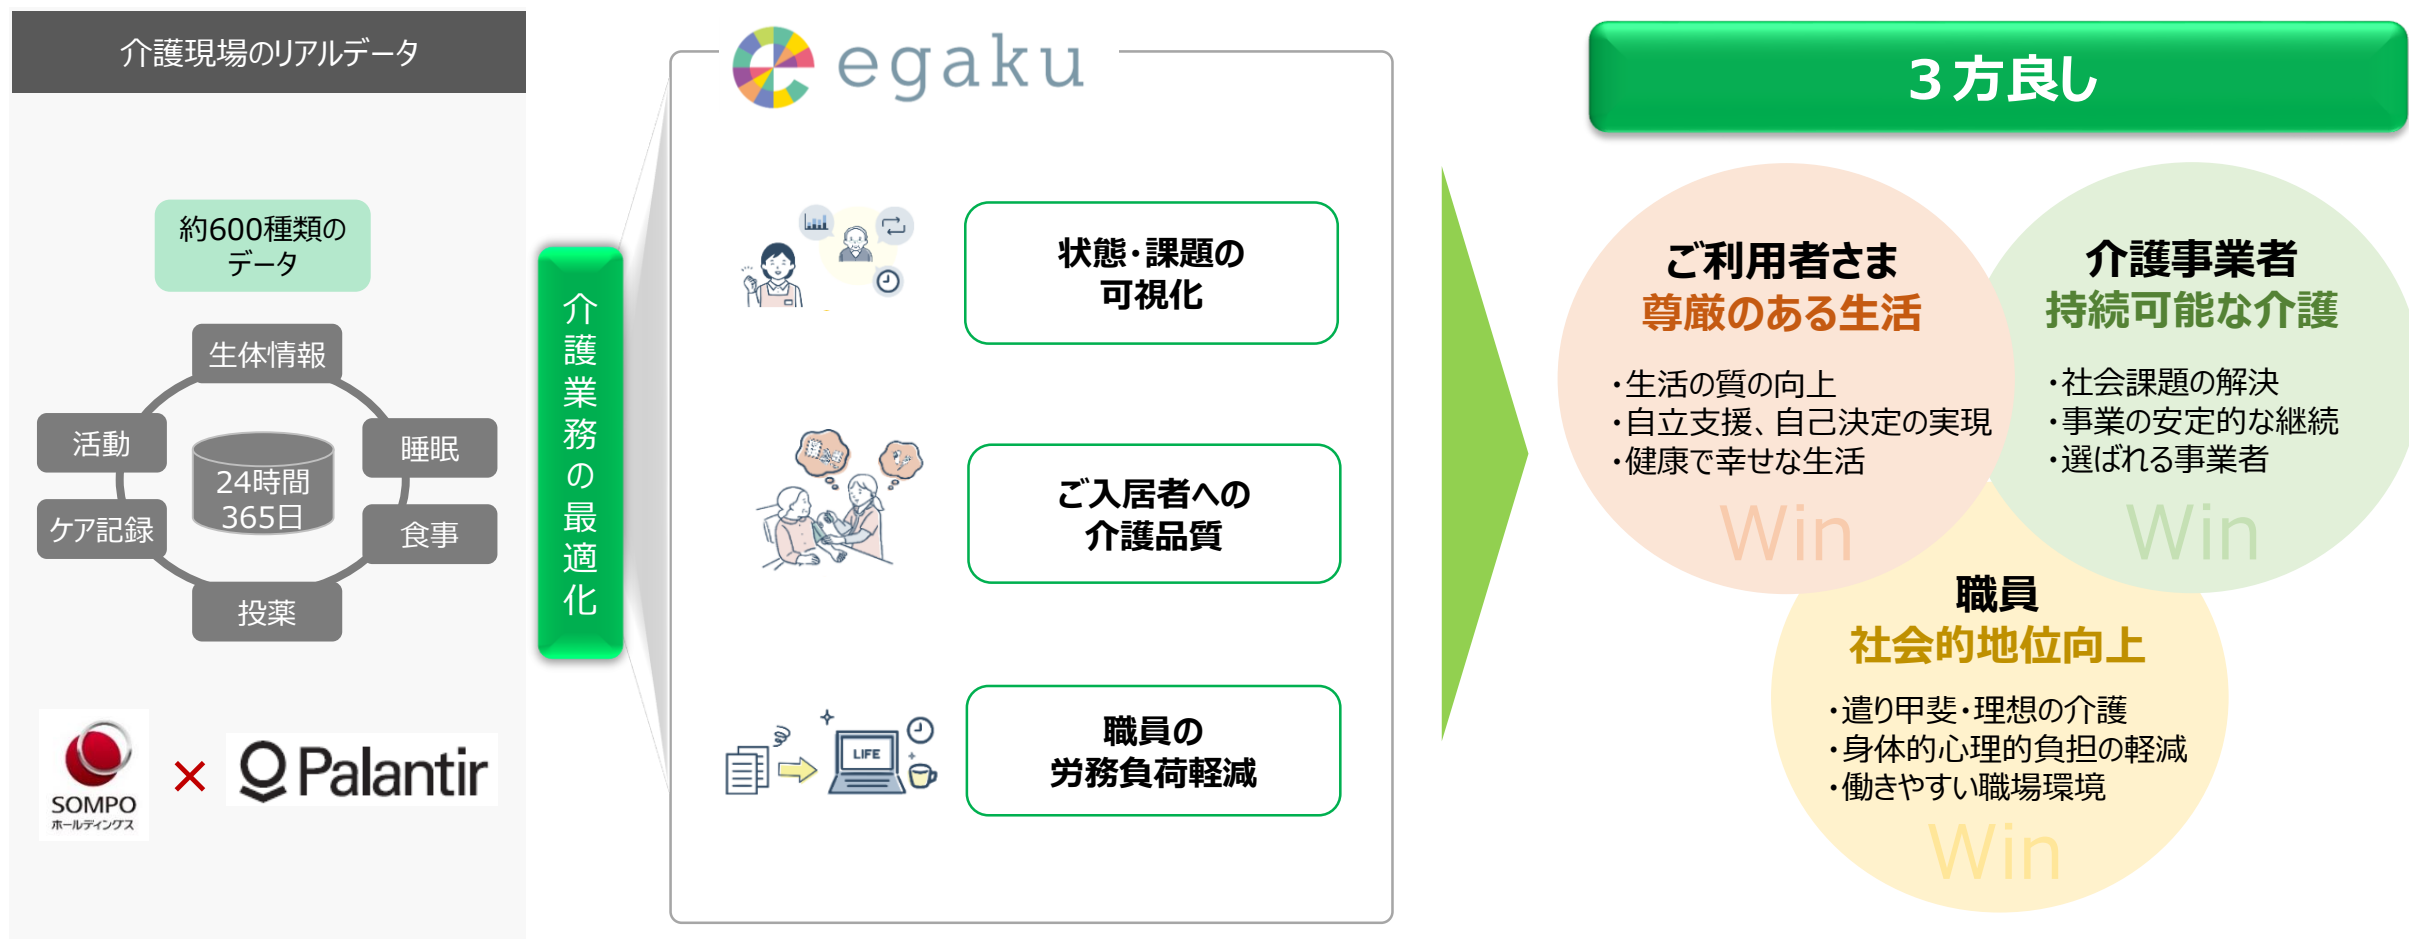 介護現場のリアルデータ
約600種類の
データ
生体情報
活動
睡眠
24時間
365日
ケア記録
食事
投薬
SOMPO
ホールディングス
×
Palantir
介護業務の最適化
egaku
状態・課題の
可視化
ご入居者への
介護品質
LIFE
職員の
労務負荷軽減
3方良し
ご利用者さま
尊厳のある生活
・生活の質の向上
・自立支援、自己決定の実現
・健康で幸せな生活
Win
介護事業者
持続可能な介護
・社会課題の解決
・事業の安定的な継続
・選ばれる事業者
Win
職員
社会的地位向上
・遣り甲斐・理想の介護
・身体的心理的負担の軽減
・働きやすい職場環境
Win